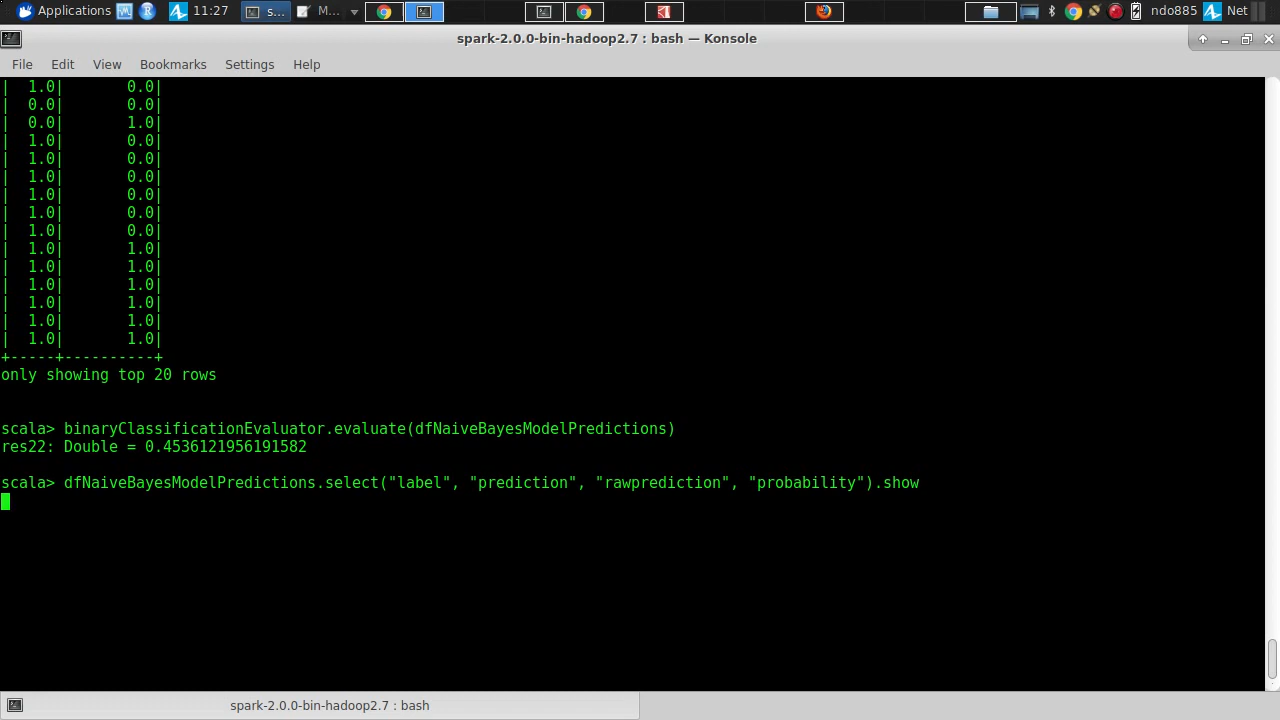 Applications 11:27 s... M... ndo885 Net
spark-2.0.0-bin-hadoop2.7 : bash — Konsole
File Edit View Bookmarks Settings Help
| 1.0| 0.0|
| 0.0| 0.0|
| 0.0| 1.0|
| 1.0| 0.0|
| 1.0| 0.0|
| 1.0| 0.0|
| 1.0| 0.0|
| 1.0| 0.0|
| 1.0| 0.0|
| 1.0| 1.0|
| 1.0| 1.0|
| 1.0| 1.0|
| 1.0| 1.0|
| 1.0| 1.0|
| 1.0| 1.0|
+-----+----------+
only showing top 20 rows
scala> binaryClassificationEvaluator.evaluate(dfNaiveBayesModelPredictions)
res22: Double = 0.4536121956191582
scala> dfNaiveBayesModelPredictions.select("label", "prediction", "rawprediction", "probability").show
spark-2.0.0-bin-hadoop2.7 : bash